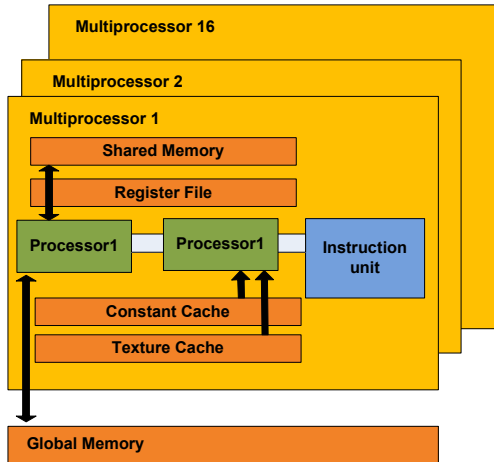 Multiprocessor 16
Multiprocessor 2
Multiprocessor 1
Shared Memory
Register File
Processor1
Processor1
Instruction
unit
Constant Cache
Texture Cache
Global Memory